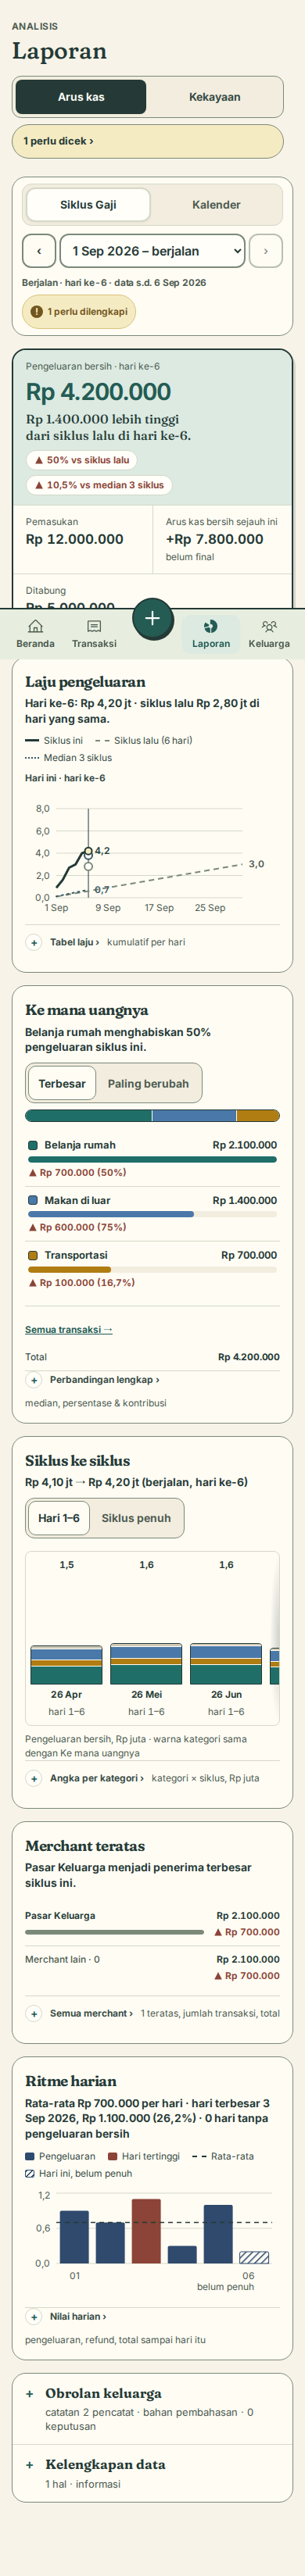 ANALISIS
Laporan
Arus kas
Kekayaan
1 perlu dicek ›
Siklus Gaji
Kalender
‹
1 Sep 2026 – berjalan
›
Berjalan · hari ke-6 · data s.d. 6 Sep 2026
! 1 perlu dilengkapi
Pengeluaran bersih · hari ke-6
Rp 4.200.000
Rp 1.400.000 lebih tinggi
dari siklus lalu di hari ke-6.
▲ 50% vs siklus lalu
▲ 10,5% vs median 3 siklus
Pemasukan
Rp 12.000.000
Arus kas bersih sejauh ini
+Rp 7.800.000
belum final
Ditabung
Rp 5.000.000
Beranda
Transaksi
+
Laporan
Keluarga
Laju pengeluaran
Hari ke-6: Rp 4,20 jt · siklus lalu Rp 2,80 jt di
hari yang sama.
Siklus ini
Siklus lalu (6 hari)
Median 3 siklus
Hari ini · hari ke-6
8,0
6,0
4,0
2,0
0,0
4,2
0,7
3,0
1 Sep
9 Sep
17 Sep
25 Sep
+ Tabel laju › kumulatif per hari
Ke mana uangnya
Belanja rumah menghabiskan 50%
pengeluaran siklus ini.
Terbesar
Paling berubah
Belanja rumah Rp 2.100.000
▲ Rp 700.000 (50%)
Makan di luar Rp 1.400.000
▲ Rp 600.000 (75%)
Transportasi Rp 700.000
▲ Rp 100.000 (16,7%)
Semua transaksi →
Total Rp 4.200.000
+ Perbandingan lengkap ›
median, persentase & kontribusi
Siklus ke siklus
Rp 4,10 jt → Rp 4,20 jt (berjalan, hari ke-6)
Hari 1–6
Siklus penuh
1,5
1,6
1,6
26 Apr
26 Mei
26 Jun
hari 1–6
hari 1–6
hari 1–6
Pengeluaran bersih, Rp juta · warna kategori sama
dengan Ke mana uangnya
+ Angka per kategori › kategori × siklus, Rp juta
Merchant teratas
Pasar Keluarga menjadi penerima terbesar
siklus ini.
Pasar Keluarga Rp 2.100.000
▲ Rp 700.000
Merchant lain · 0 Rp 2.100.000
▲ Rp 700.000
+ Semua merchant › 1 teratas, jumlah transaksi, total
Ritme harian
Rata-rata Rp 700.000 per hari · hari terbesar 3
Sep 2026, Rp 1.100.000 (26,2%) · 0 hari tanpa
pengeluaran bersih
Pengeluaran
Hari tertinggi
Rata-rata
Hari ini, belum penuh
1,2
0,6
0,0
01
06
belum penuh
+ Nilai harian ›
pengeluaran, refund, total sampai hari itu
+ Obrolan keluarga
catatan 2 pencatat · bahan pembahasan · 0
keputusan
+ Kelengkapan data
1 hal · informasi